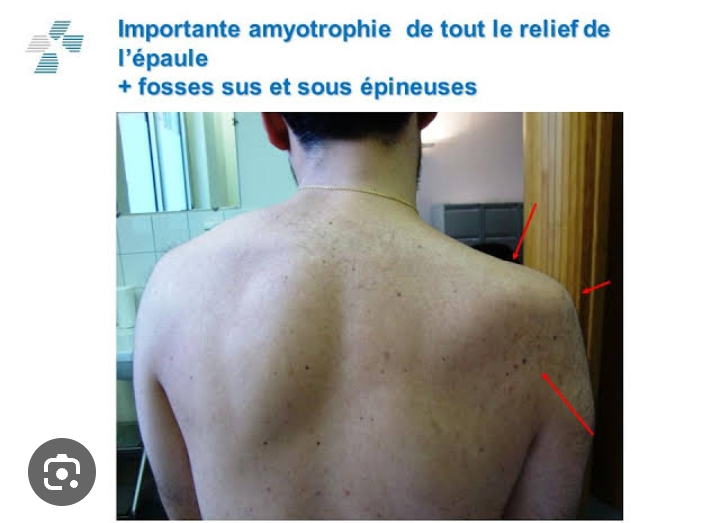 Importante amyotrophie de tout le relief de
l’épaule
+ fosses sus et sous épineuses